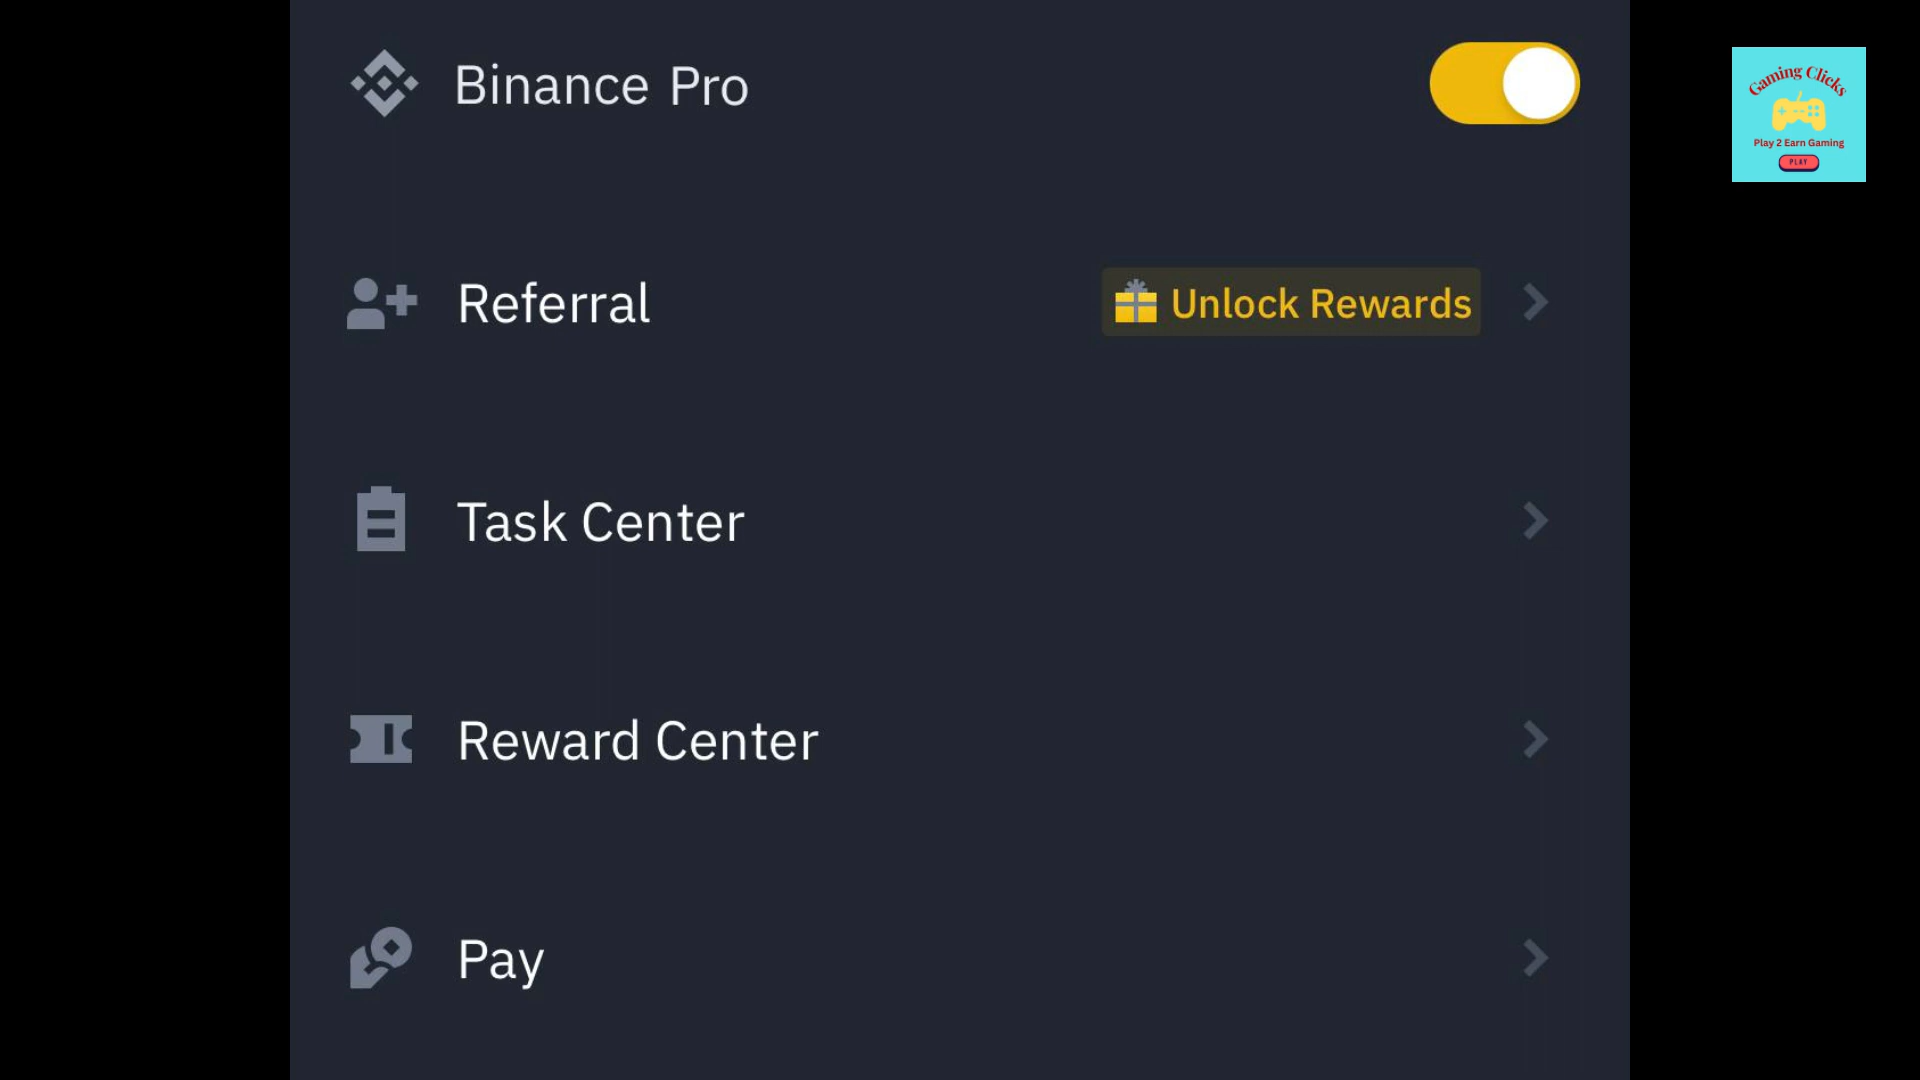 Binance Pro
Gaming Clicks
Play 2 Earn Gaming
PLAY
Referral
Unlock Rewards
Task Center
Reward Center
Pay